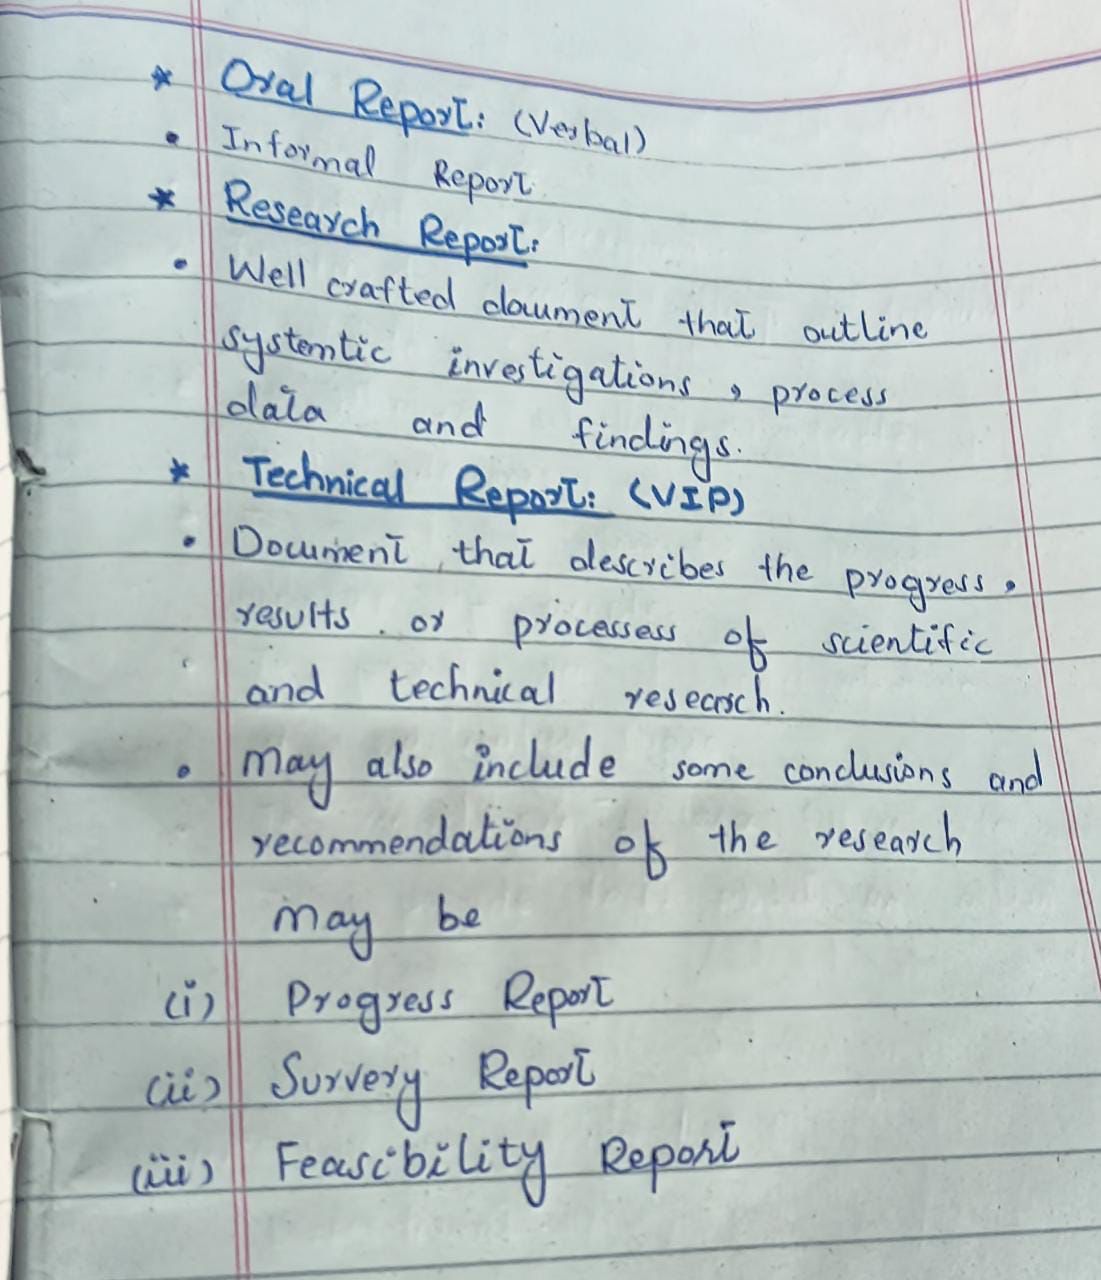 * Oral Report: (Verbal)
• Informal Report
* Research Report:
• Well crafted doument that outline
systemtic investigations, process
data and findings.
* Technical Report: (VIP)
• Document that describes the progress,
results or processess of scientific
and technical research.
• may also include some conclusions and
recommendations of the research
may be
(i) Progress Report
(ii) Survery Report
(iii) Feasibility Report